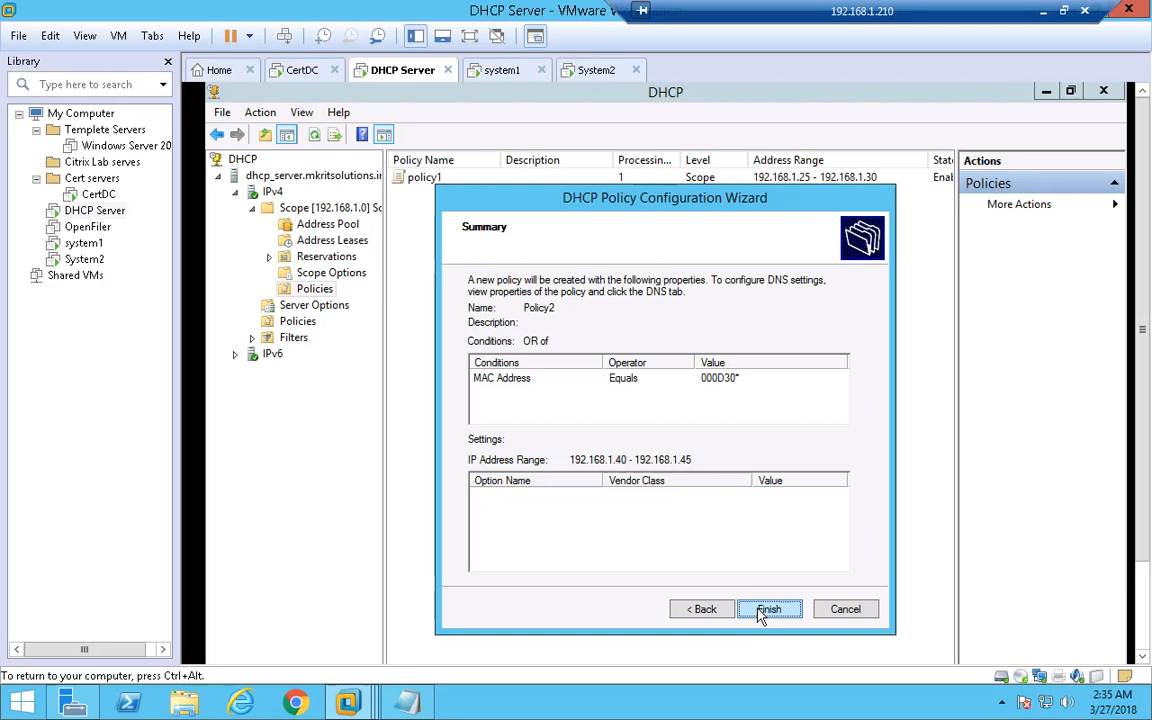 DHCP Server - VMware W
192.168.1.210
File Edit View VM Tabs Help
Library
Type here to search
My Computer
Template Servers
Windows Server 20
Citrix Lab serves
Cert servers
CertDC
DHCP Server
OpenFiler
system1
System2
Shared VMs
Home CertDC DHCP Server system1 System2
DHCP
File Action View Help
DHCP
dhcp_server.mkritsolutions.in
IPv4
Scope [192.168.1.0] Sc
Address Pool
Address Leases
Reservations
Scope Options
Policies
Server Options
Policies
Filters
IPv6
Policy Name Description Processin... Level Address Range State
policy1 1 Scope 192.168.1.25 - 192.168.1.30 Enal
Actions
Policies
More Actions
DHCP Policy Configuration Wizard
Summary
A new policy will be created with the following properties. To configure DNS settings,
view properties of the policy and click the DNS tab.
Name: Policy2
Description:
Conditions: OR of
Conditions Operator Value
MAC Address Equals 000D30*
Settings:
IP Address Range: 192.168.1.40 - 192.168.1.45
Option Name Vendor Class Value
< Back Finish Cancel
To return to your computer, press Ctrl+Alt.
2:35 AM
3/27/2018